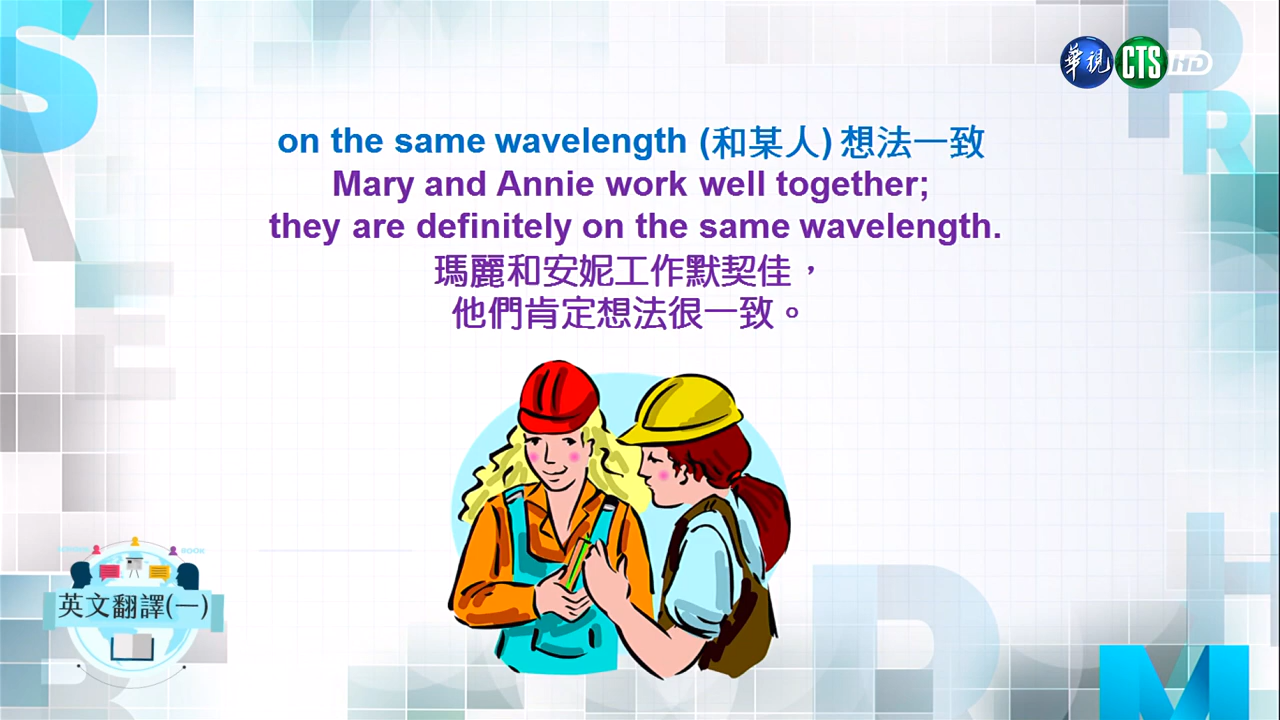 華視 CTS HD
on the same wavelength (和某人) 想法一致
Mary and Annie work well together;
they are definitely on the same wavelength.
瑪麗和安妮工作默契佳，
他們肯定想法很一致。
BOOK
英文翻譯(一)